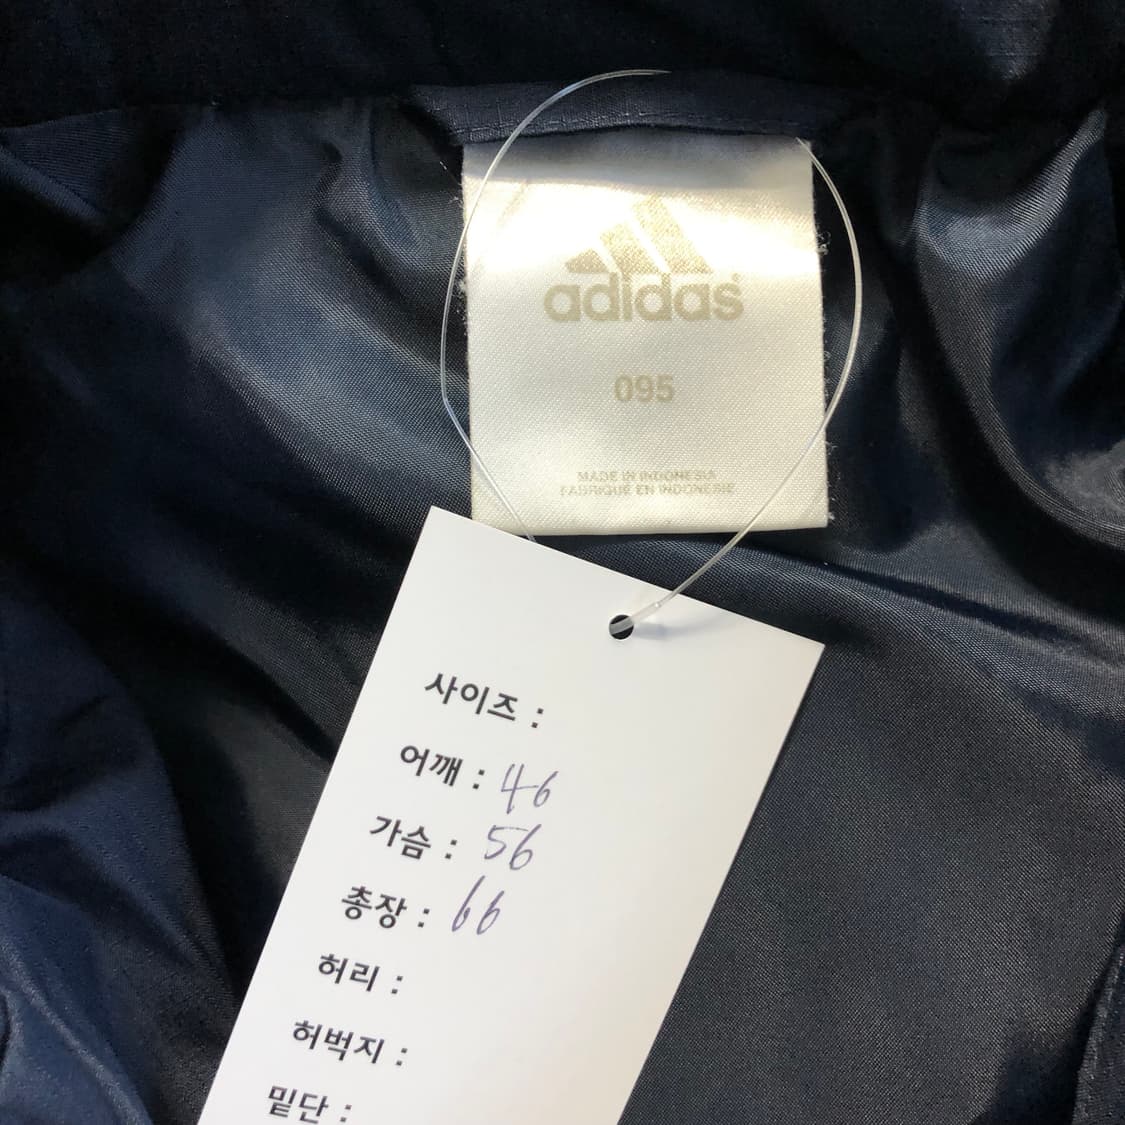 adidas
095
MADE IN INDONESIA
FABRIQUÉ EN INDONESIE
사이즈 :
어깨 : 46
가슴 : 56
총장 : 66
허리 :
허벅지 :
밑단 :